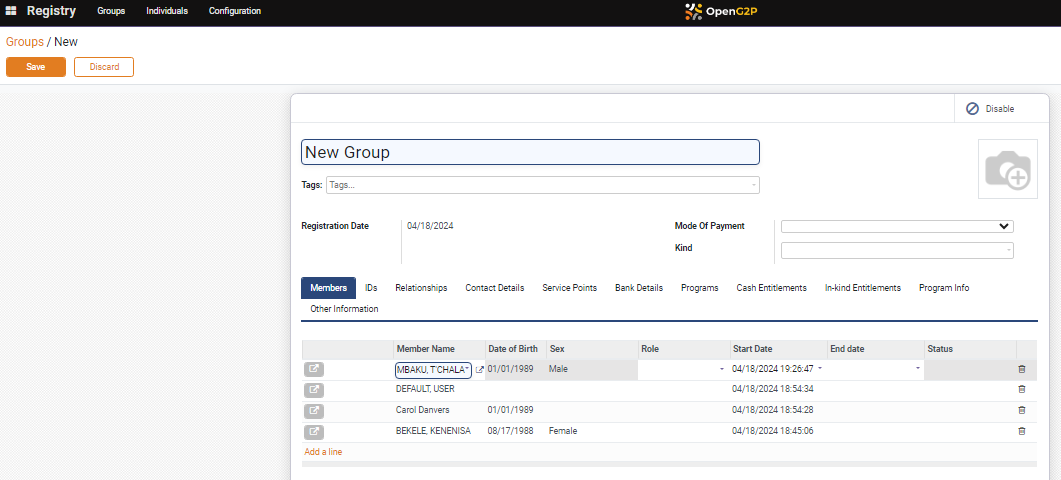 Registry Groups Individuals Configuration OpenG2P
Groups / New
Save Discard
Disable
New Group
Tags: Tags...
Registration Date 04/18/2024 Mode Of Payment
Kind
Members IDs Relationships Contact Details Service Points Bank Details Programs Cash Entitlements In-kind Entitlements Program Info
Other Information
Member Name Date of Birth Sex Role Start Date End date Status
MBAKU, T'CHALA 01/01/1989 Male 04/18/2024 19:26:47
DEFAULT, USER 04/18/2024 18:54:34
Carol Danvers 01/01/1989 04/18/2024 18:54:28
BEKELE, KENENISA 08/17/1988 Female 04/18/2024 18:45:06
Add a line